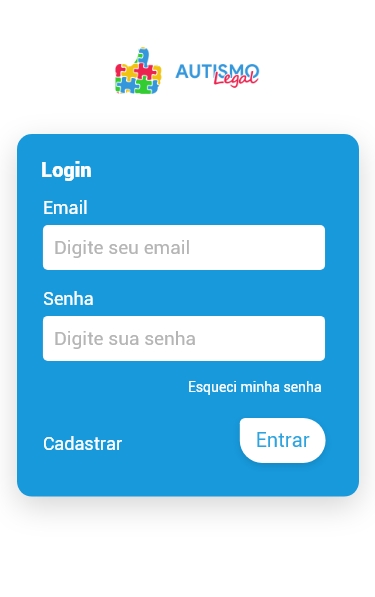 AUTISMO
Legal
Login
Email
Digite seu email
Senha
Digite sua senha
Esqueci minha senha
Cadastrar
Entrar